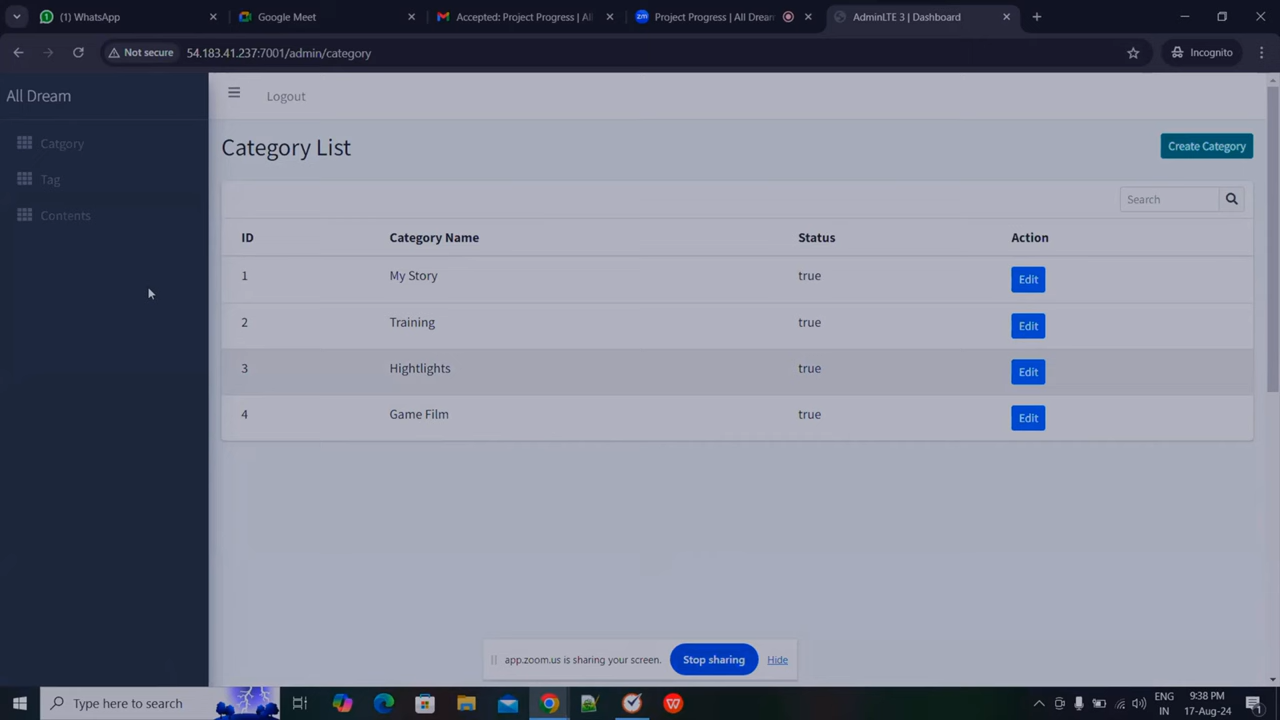 (1) WhatsApp
Google Meet
Accepted: Project Progress | Al
Project Progress | All Dream
AdminLTE 3 | Dashboard
Not secure
54.183.41.237:7001/admin/category
Incognito
All Dream
Logout
Catgory
Category List
Create Category
Tag
Search
Contents
ID Category Name Status Action
1 My Story true Edit
2 Training true Edit
3 Hightlights true Edit
4 Game Film true Edit
app.zoom.us is sharing your screen. Stop sharing Hide
Type here to search
ENG
IN
9:38 PM
17-Aug-24